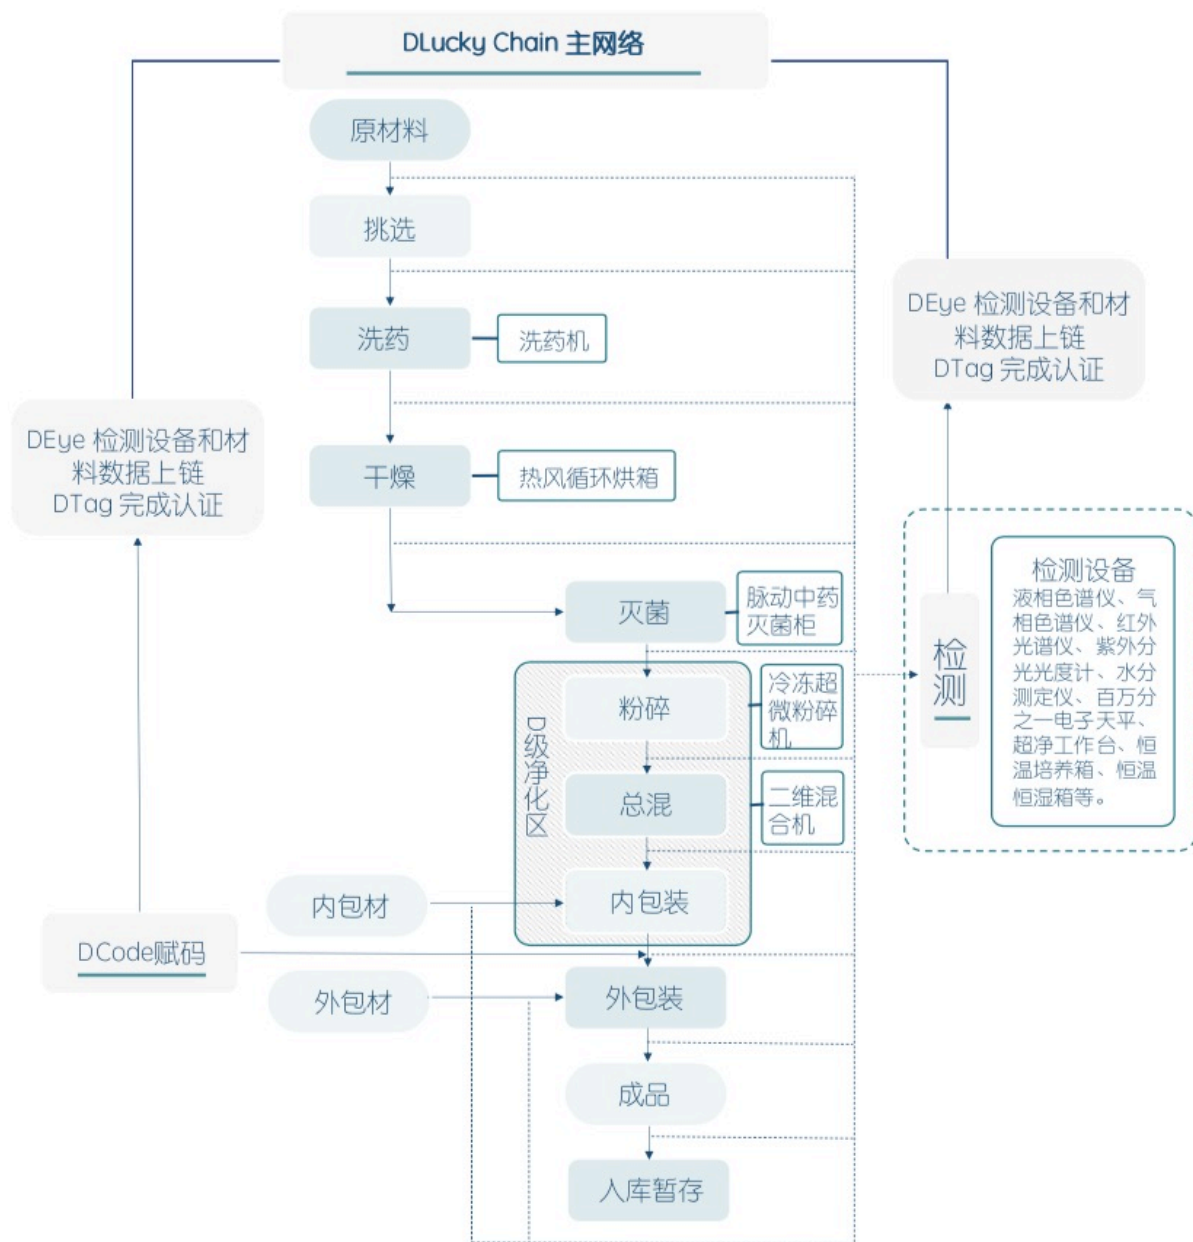 DLucky Chain 主网络
原材料
挑选
洗药
洗药机
干燥
热风循环烘箱
DEye 检测设备和材
料数据上链
DTag 完成认证
DEye 检测设备和材
料数据上链
DTag 完成认证
灭菌
脉动中药
灭菌柜
D级净化区
粉碎
冷冻超
微粉碎
机
总混
二维混
合机
内包装
检测
检测设备
液相色谱仪、气
相色谱仪、红外
光谱仪、紫外分
光光度计、水分
测定仪、百万分
之一电子天平、
超净工作台、恒
温培养箱、恒温
恒湿箱等。
内包材
DCode赋码
外包材
外包装
成品
入库暂存